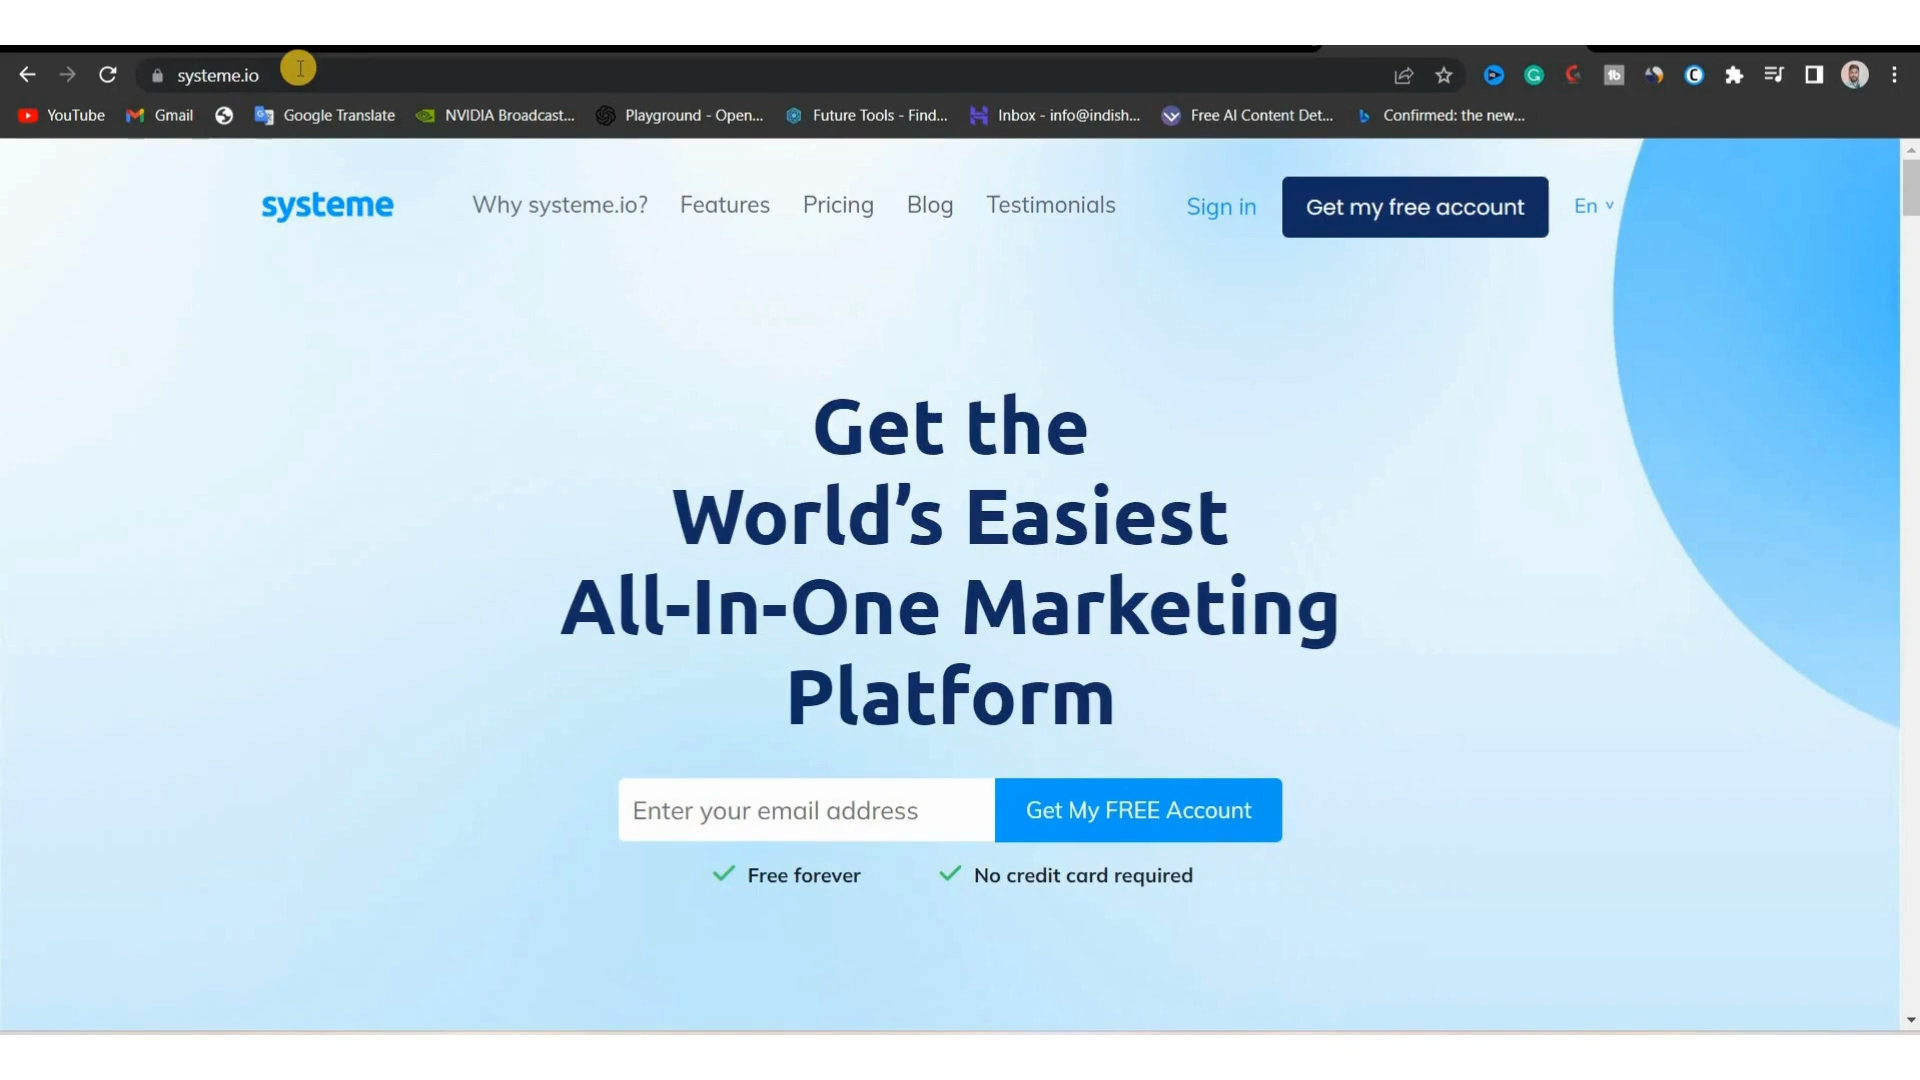 systeme.io
YouTube Gmail Google Translate NVIDIA Broadcast... Playground - Open... Future Tools - Find... Inbox - info@indish... Free AI Content Det... Confirmed: the new...
systeme Why systeme.io? Features Pricing Blog Testimonials Sign in Get my free account En
Get the
World’s Easiest
All-In-One Marketing
Platform
Enter your email address Get My FREE Account
Free forever No credit card required